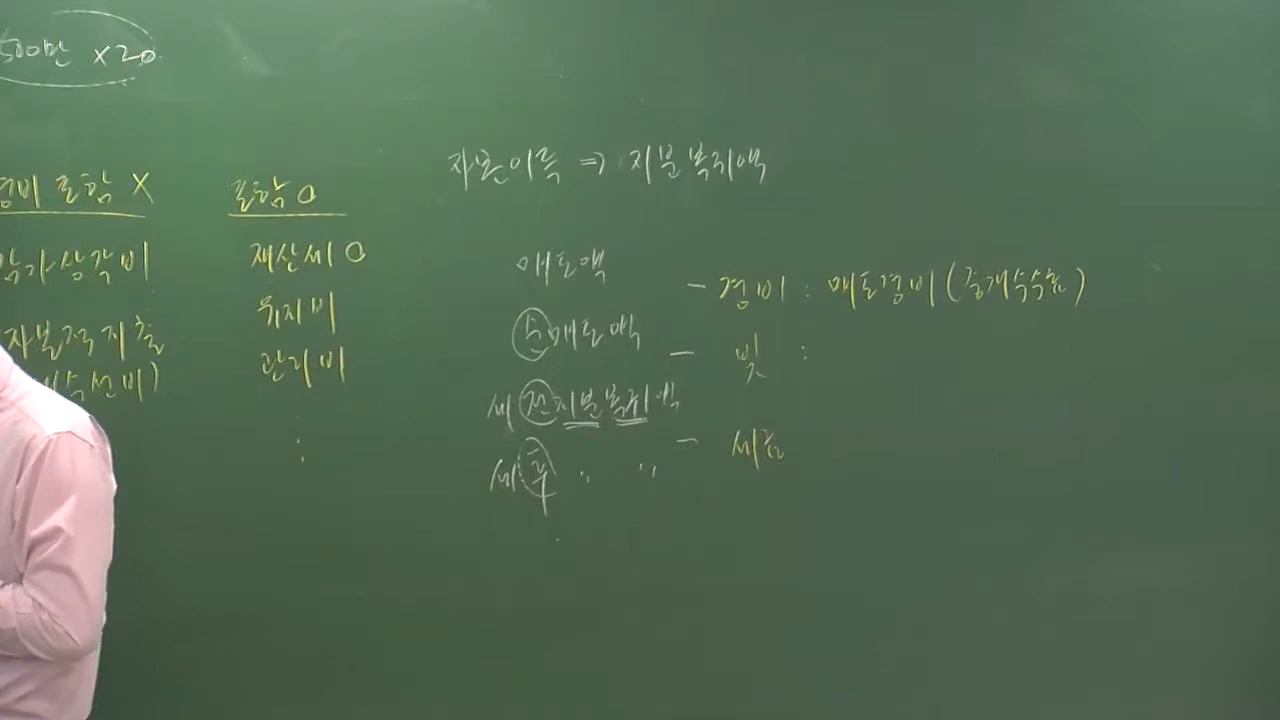 500만 ×20
경비 포함 X
감가상각비
자본적지출
수선비)
포함 O
재산세 O
유지비
관리비
⋮
자본이득 ⇒ 지분복귀액
매도액
- 경비 : 매도경비(중개수수료)
순매도액
- 빚 :
세전지분복귀액
- 세금
세후 〃 〃